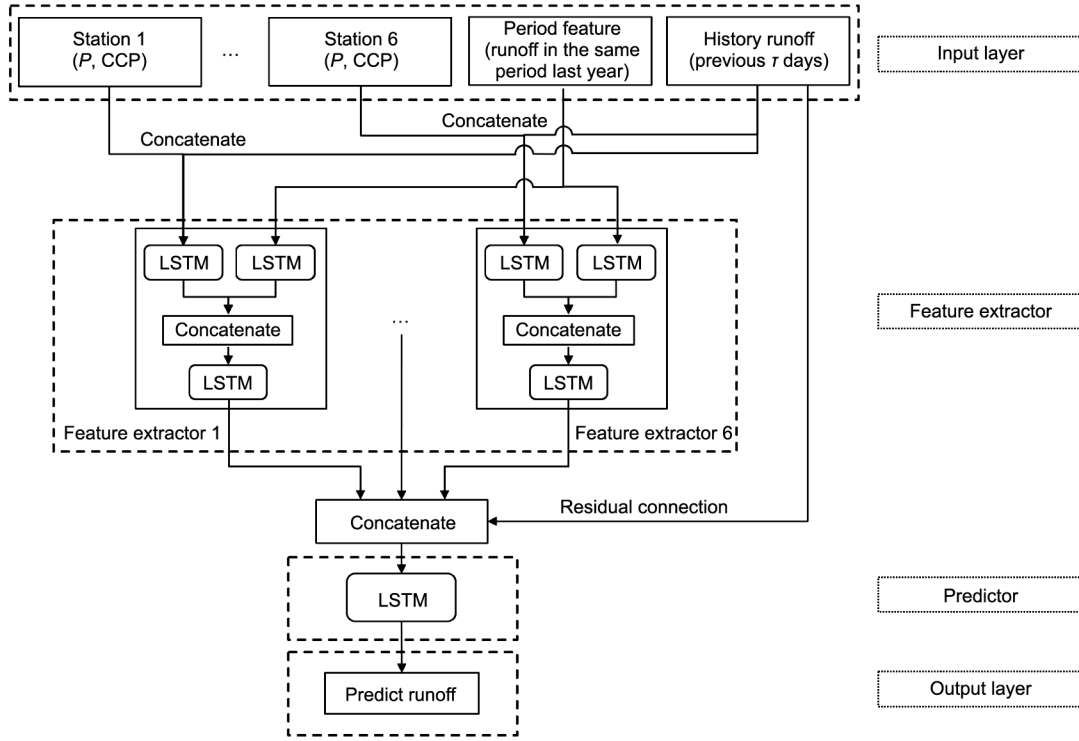 Station 1
(P, CCP)
...
Station 6
(P, CCP)
Period feature
(runoff in the same
period last year)
History runoff
(previous τ days)
Input layer
Concatenate
Concatenate
LSTM
LSTM
Concatenate
LSTM
Feature extractor 1
...
LSTM
LSTM
Concatenate
LSTM
Feature extractor 6
Feature extractor
Concatenate
Residual connection
LSTM
Predictor
Predict runoff
Output layer